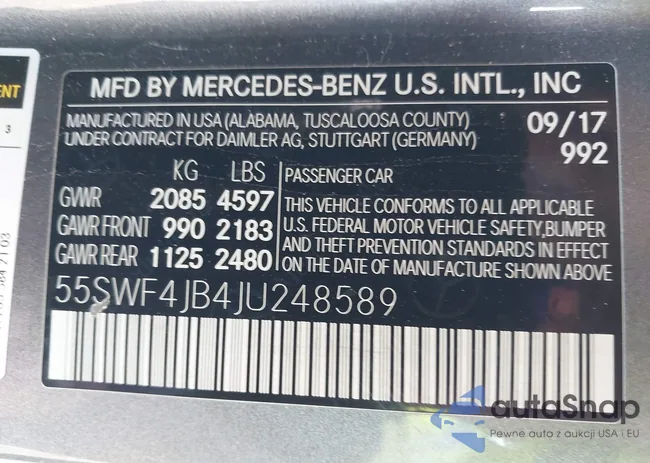 MFD BY MERCEDES-BENZ U.S. INTL., INC
MANUFACTURED IN USA (ALABAMA, TUSCALOOSA COUNTY)
UNDER CONTRACT FOR DAIMLER AG, STUTTGART (GERMANY)
09/17
992
KG LBS
GVWR 2085 4597
GAWR FRONT 990 2183
GAWR REAR 1125 2480
PASSENGER CAR
THIS VEHICLE CONFORMS TO ALL APPLICABLE
U.S. FEDERAL MOTOR VEHICLE SAFETY,BUMPER
AND THEFT PREVENTION STANDARDS IN EFFECT
ON THE DATE OF MANUFACTURE SHOWN ABOVE
55SWF4JB4JU248589
ENT
3
autoSnap
Pewne auta z aukcji USA i EU